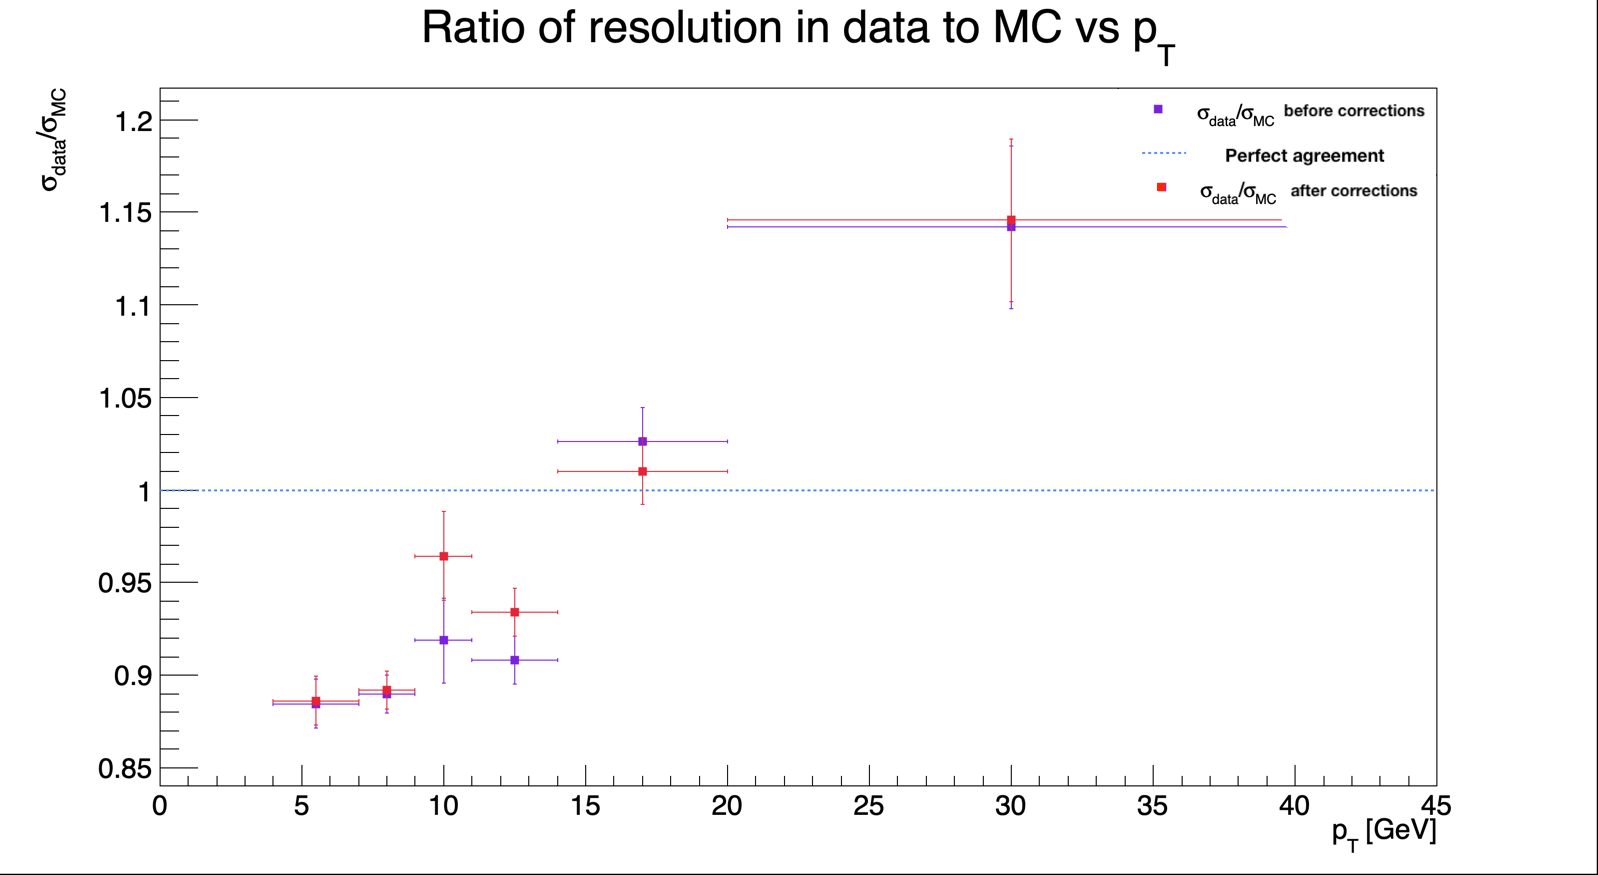 Ratio of resolution in data to MC vs p_T
σ_data/σ_MC
1.2
1.15
1.1
1.05
1
0.95
0.9
0.85
σ_data/σ_MC before corrections
Perfect agreement
σ_data/σ_MC after corrections
0 5 10 15 20 25 30 35 40 45
p_T [GeV]